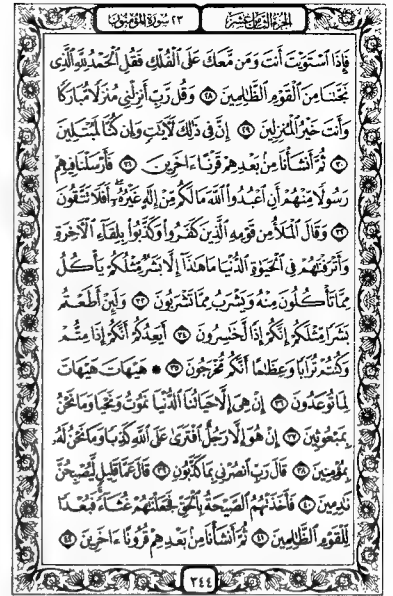 الجزء الثامن عشر
٢٣ سورة المؤمنون
فَإِذَا ٱسْتَوَيْتَ أَنتَ وَمَن مَّعَكَ عَلَى ٱلْفُلْكِ فَقُلِ ٱلْحَمْدُ لِلَّهِ ٱلَّذِى
نَجَّىٰنَا مِنَ ٱلْقَوْمِ ٱلظَّٰلِمِينَ ٢٨ وَقُل رَّبِّ أَنزِلْنِى مُنزَلًا مُّبَارَكًا
وَأَنتَ خَيْرُ ٱلْمُنزِلِينَ ٢٩ إِنَّ فِى ذَٰلِكَ لَءَايَٰتٍ وَإِن كُنَّا لَمُبْتَلِينَ
٣٠ ثُمَّ أَنشَأْنَا مِنۢ بَعْدِهِمْ قَرْنًا ءَاخَرِينَ ٣١ فَأَرْسَلْنَا فِيهِمْ
رَسُولًا مِّنْهُمْ أَنِ ٱعْبُدُوا۟ ٱللَّهَ مَا لَكُم مِّنْ إِلَٰهٍ غَيْرُهُۥٓ أَفَلَا تَتَّقُونَ
٣٢ وَقَالَ ٱلْمَلَأُ مِن قَوْمِهِ ٱلَّذِينَ كَفَرُوا۟ وَكَذَّبُوا۟ بِلِقَآءِ ٱلْءَاخِرَةِ
وَأَتْرَفْنَٰهُمْ فِى ٱلْحَيَوٰةِ ٱلدُّنْيَا مَا هَٰذَآ إِلَّا بَشَرٌ مِّثْلُكُمْ يَأْكُلُ
مِمَّا تَأْكُلُونَ مِنْهُ وَيَشْرَبُ مِمَّا تَشْرَبُونَ ٣٣ وَلَئِنْ أَطَعْتُم
بَشَرًا مِّثْلَكُمْ إِنَّكُمْ إِذًا لَّخَٰسِرُونَ ٣٤ أَيَعِدُكُمْ أَنَّكُمْ إِذَا مِتُّمْ
وَكُنتُمْ تُرَابًا وَعِظَٰمًا أَنَّكُم مُّخْرَجُونَ ٣٥ ۞ هَيْهَاتَ هَيْهَاتَ
لِمَا تُوعَدُونَ ٣٦ إِنْ هِىَ إِلَّا حَيَاتُنَا ٱلدُّنْيَا نَمُوتُ وَنَحْيَا وَمَا نَحْنُ
بِمَبْعُوثِينَ ٣٧ إِنْ هُوَ إِلَّا رَجُلٌ ٱفْتَرَىٰ عَلَى ٱللَّهِ كَذِبًا وَمَا نَحْنُ لَهُۥ
بِمُؤْمِنِينَ ٣٨ قَالَ رَبِّ ٱنصُرْنِى بِمَا كَذَّبُونِ ٣٩ قَالَ عَمَّا قَلِيلٍ لَّيُصْبِحُنَّ
نَٰدِمِينَ ٤٠ فَأَخَذَتْهُمُ ٱلصَّيْحَةُ بِٱلْحَقِّ فَجَعَلْنَٰهُمْ غُثَآءً فَبُعْدًا
لِّلْقَوْمِ ٱلظَّٰلِمِينَ ٤١ ثُمَّ أَنشَأْنَا مِنۢ بَعْدِهِمْ قُرُونًا ءَاخَرِينَ ٤٢
٣٤٤